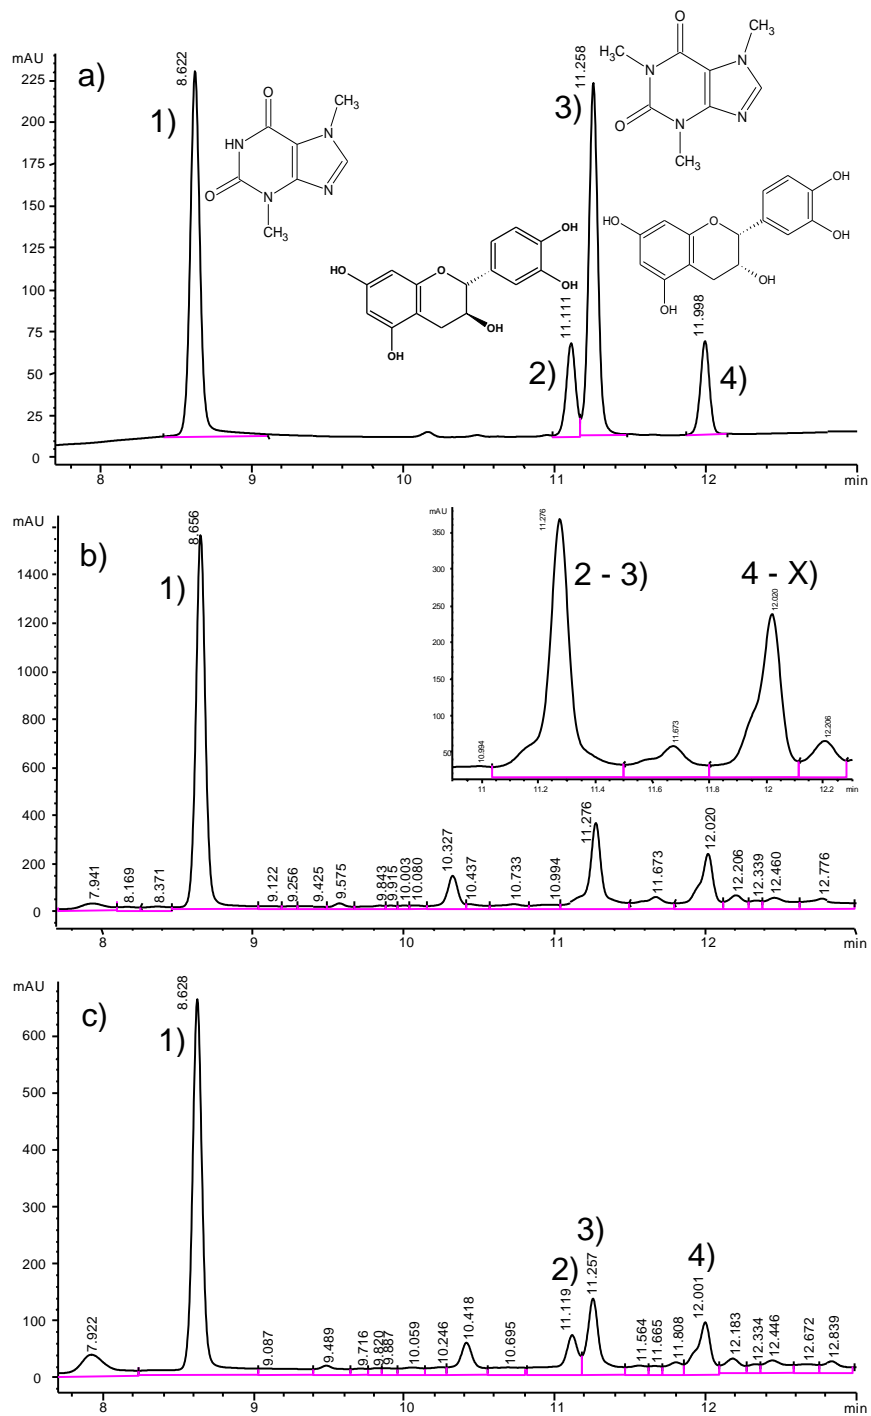 mAU
a)
8.622
1)
O
CH₃
HN
N
O
N
N
CH₃
11.258
3)
O
CH₃
H₃C
N
N
O
N
N
CH₃
OH
HO
O
OH
OH
OH
OH
HO
O
OH
OH
OH
11.111
2)
11.998
4)
225
200
175
150
125
100
75
50
25
0
8
9
10
11
12
min
mAU
b)
8.656
1)
1400
1200
1000
800
600
400
200
0
7.941
8.169
8.371
9.122
9.256
9.425
9.575
9.843
9.915
10.003
10.080
10.327
10.437
10.733
10.994
11.276
11.673
12.020
12.206
12.339
12.460
12.776
8
9
10
11
12
min
mAU
11.276
2 - 3)
4 - X)
12.020
350
300
250
200
150
100
50
10.994
11.673
12.206
11
11.2
11.4
11.6
11.8
12
12.2
min
mAU
c)
8.628
1)
600
500
400
300
200
100
0
7.922
9.087
9.489
9.716
9.820
9.887
10.059
10.246
10.418
10.695
2)
11.119
3)
11.257
11.564
11.665
11.808
4)
12.001
12.183
12.334
12.446
12.672
12.839
8
9
10
11
12
min